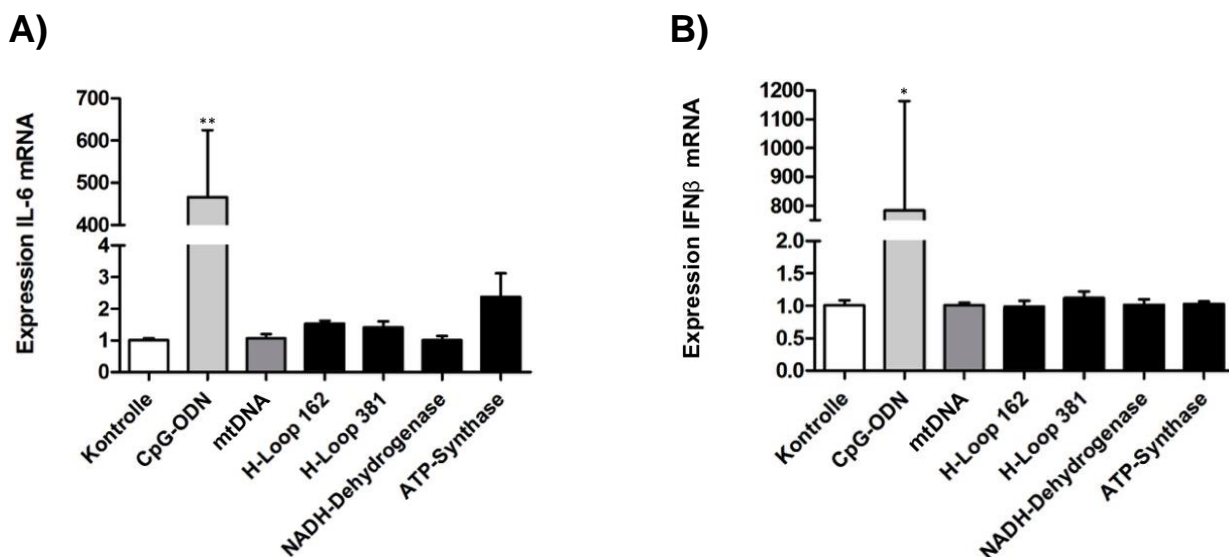 A)
Expression IL-6 mRNA
700
600
500
400
4
3
2
1
0
**
Kontrolle
CpG-ODN
mtDNA
H-Loop 162
H-Loop 381
NADH-Dehydrogenase
ATP-Synthase
B)
Expression IFNβ mRNA
1200
1100
1000
900
800
2.0
1.5
1.0
0.5
0.0
*
Kontrolle
CpG-ODN
mtDNA
H-Loop 162
H-Loop 381
NADH-Dehydrogenase
ATP-Synthase